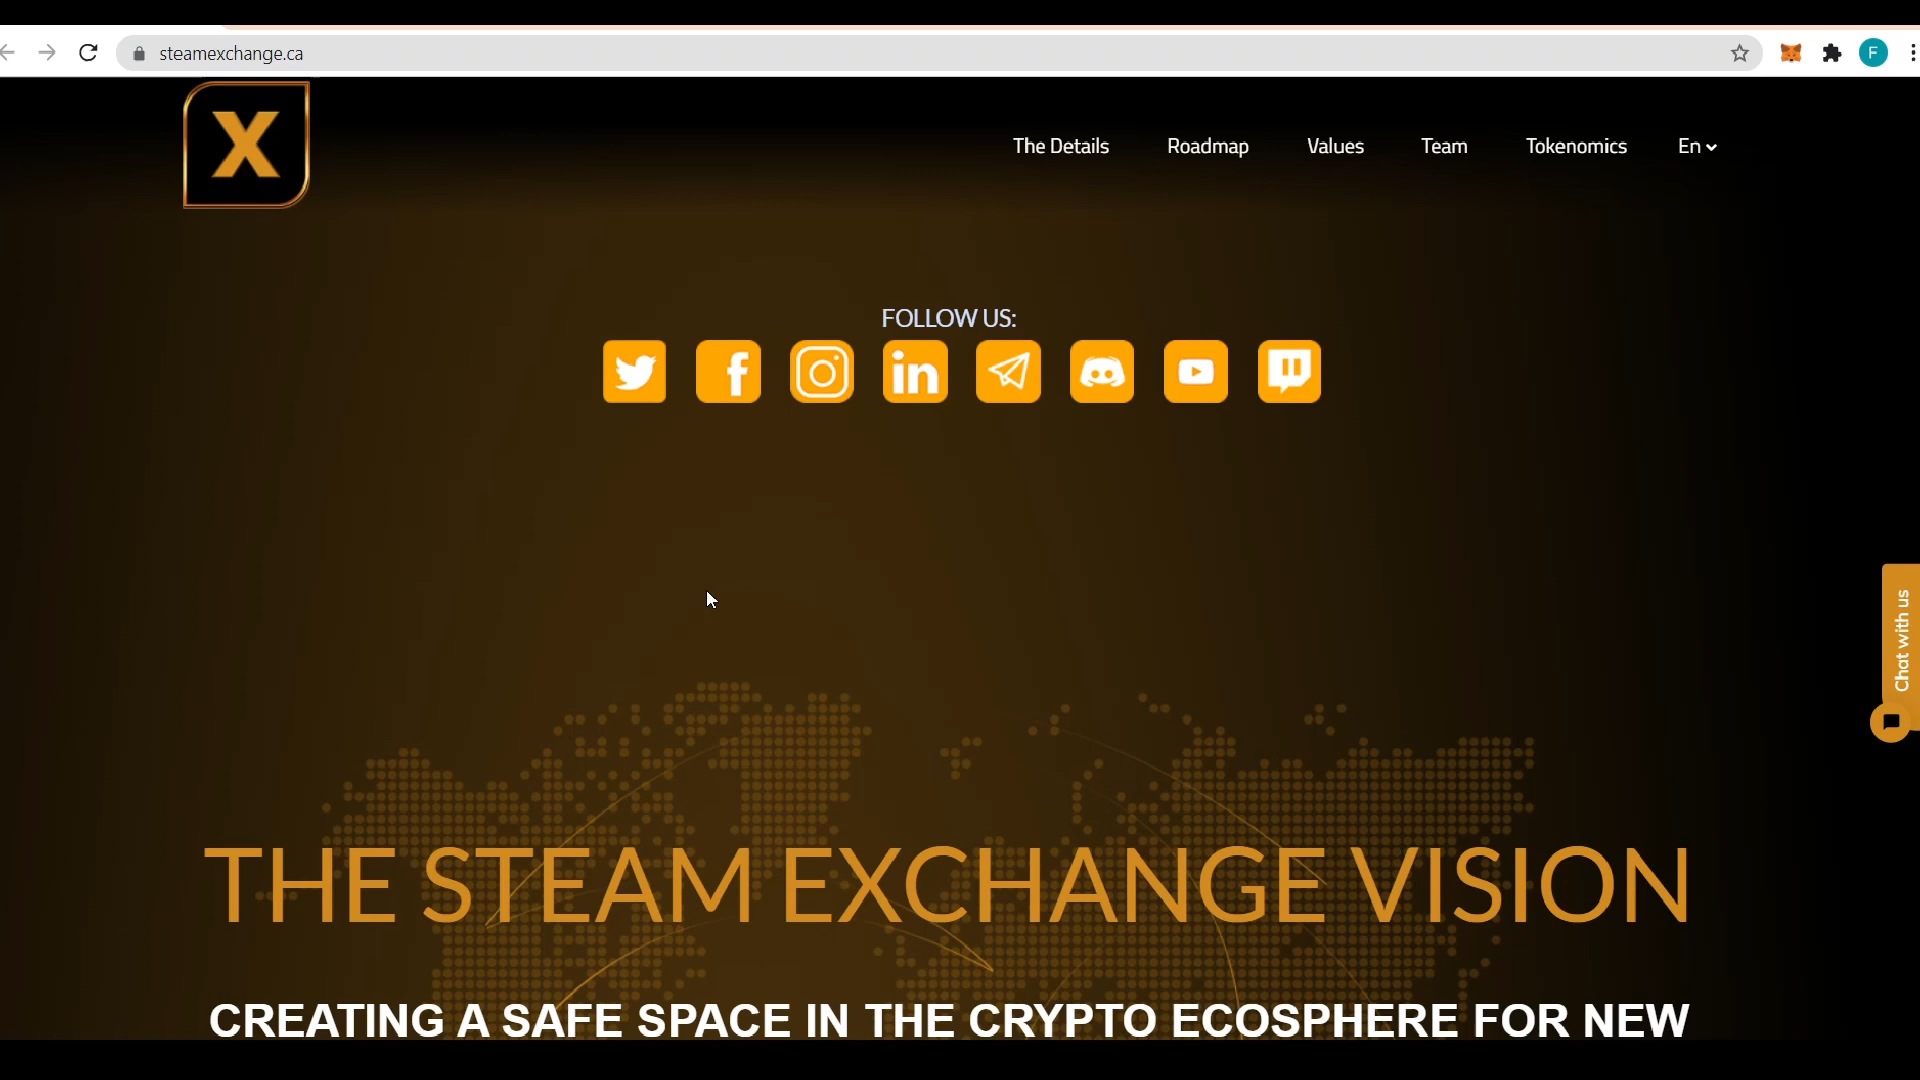 steamexchange.ca
F
X
The Details Roadmap Values Team Tokenomics En
FOLLOW US:
Chat with us
THE STEAM EXCHANGE VISION
CREATING A SAFE SPACE IN THE CRYPTO ECOSPHERE FOR NEW